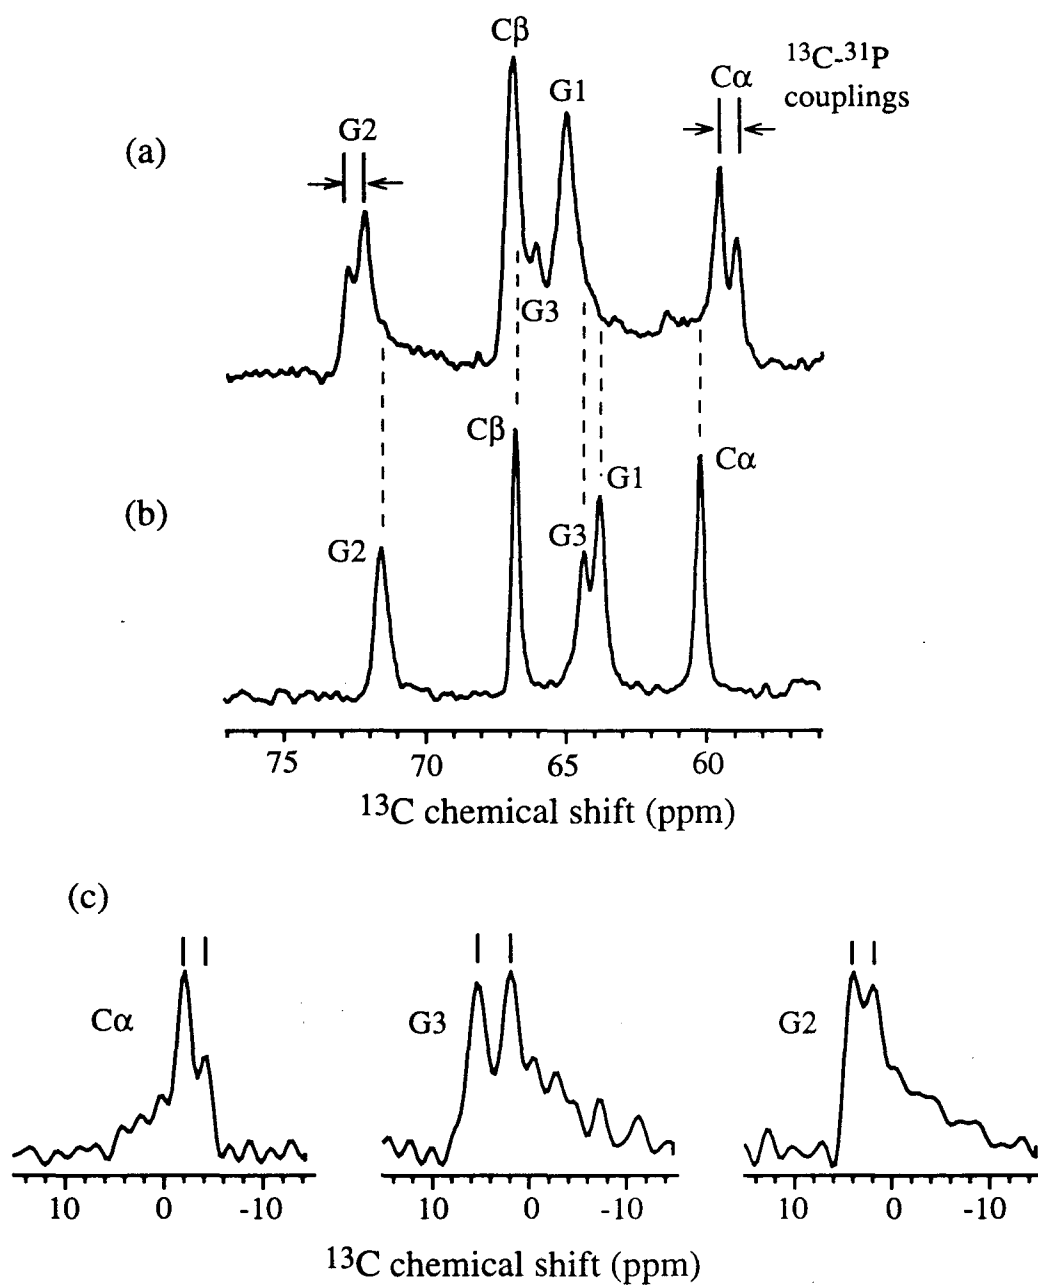 Cβ
¹³C-³¹P
couplings
Cα
G1
G2
(a)
G3
Cβ
Cα
G1
(b)
G3
G2
75 70 65 60
¹³C chemical shift (ppm)
(c)
Cα G3 G2
10 0 -10 10 0 -10 10 0 -10
¹³C chemical shift (ppm)